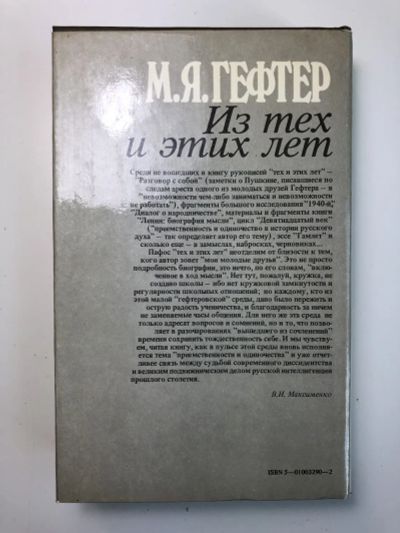 М.Я.ГЕФТЕР
Из тех
и этих лет
Среди не вошедших в книгу рукописей "тех и этих лет" —
"Разговор с собой" (заметки о Пушкине, писавшиеся по
следам ареста одного из молодых друзей Гефтера — в
"невозможности чем-либо заниматься и невозможности
не работать"), фрагменты большого исследования "1940-й",
"Диалог о народничестве", материалы и фрагменты книги
"Ленин: биография мысли", цикл "Девятнадцатый век"
("преемственность и одиночество в истории русского
духа" — так определяет автор его тему), эссе "Гамлет" и
сколько еще — в замыслах, набросках, черновиках...
Пафос "тех и этих лет" неотделим от близости к тем,
кого автор зовет "мои молодые друзья". Это не просто
подробность биографии, это нечто, по его словам, "вклю-
ченное в ход мысли". Нет тут, пожалуй, кружка, не
создано школы — ибо нет кружковой замкнутости и
регулярности школьных отношений; но каждому, кто из
этой малой "гефтеровской" среды, дано было пережить и
острую радость ученичества, и благодарность за ничем
не заменяемые часы общения. Для него же эта среда не
только адресат вопросов и сомнений, но и то, что позво-
ляет в разочарованиях "вышедшего из сочинений"
времени сохранить тождественность себе. И мы чувству-
ем, читая книгу, как в пульсе этой среды вновь исполня-
ется тема "преемственности и одиночества" и уже отчет-
ливее связь между судьбой современного диссидентства
и великим подвижническим делом русской интеллигенции
прошлого столетия.
В.И. Максименко
ISBN 5—01003290—2